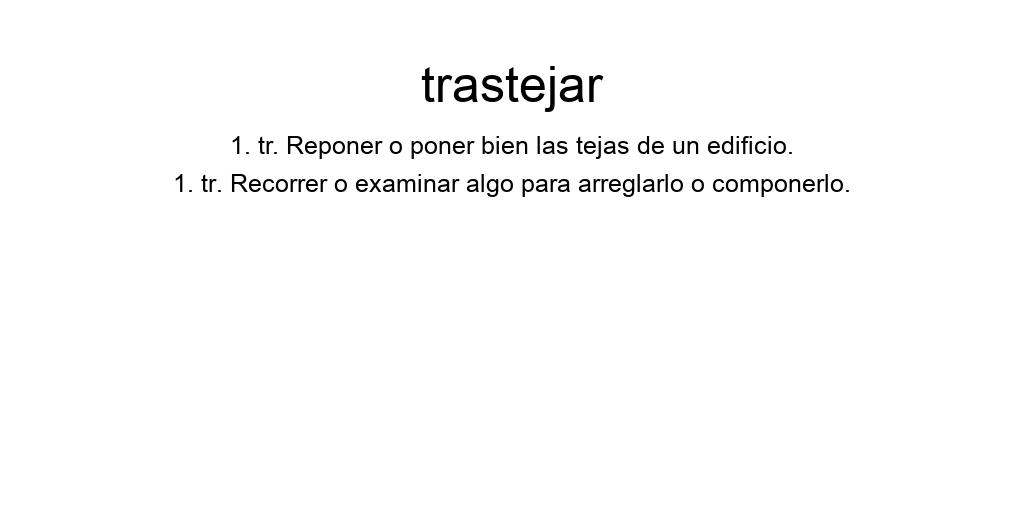 trastejar
1. tr. Reponer o poner bien las tejas de un edificio.
1. tr. Recorrer o examinar algo para arreglarlo o componerlo.